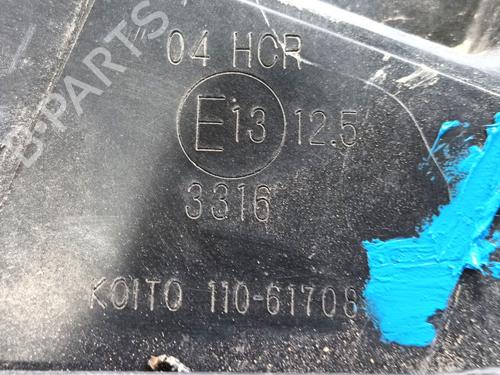 B-PARTS
04 HCR
E13 12.5
3316
KOITO 110-61708